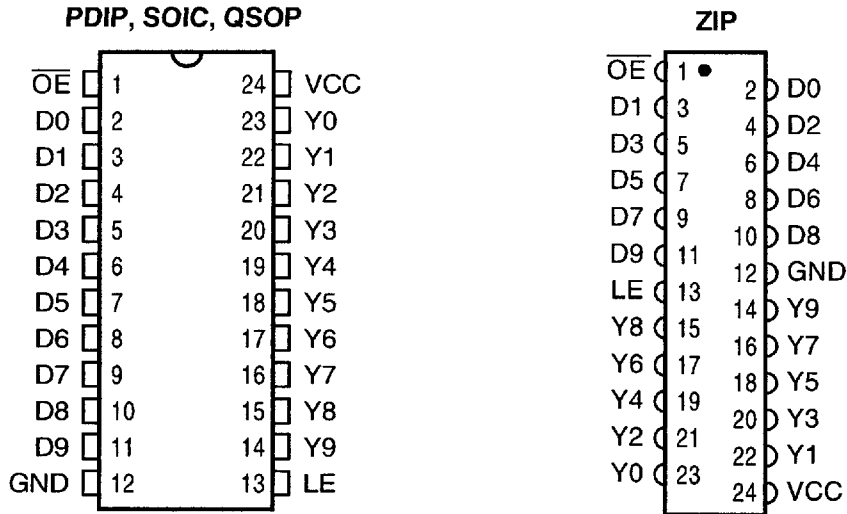 PDIP, SOIC, QSOP
OE 1 24 VCC
D0 2 23 Y0
D1 3 22 Y1
D2 4 21 Y2
D3 5 20 Y3
D4 6 19 Y4
D5 7 18 Y5
D6 8 17 Y6
D7 9 16 Y7
D8 10 15 Y8
D9 11 14 Y9
GND 12 13 LE
ZIP
OE 1
2 D0
D1 3
4 D2
D3 5
6 D4
D5 7
8 D6
D7 9
10 D8
D9 11
12 GND
LE 13
14 Y9
Y8 15
16 Y7
Y6 17
18 Y5
Y4 19
20 Y3
Y2 21
22 Y1
Y0 23
24 VCC